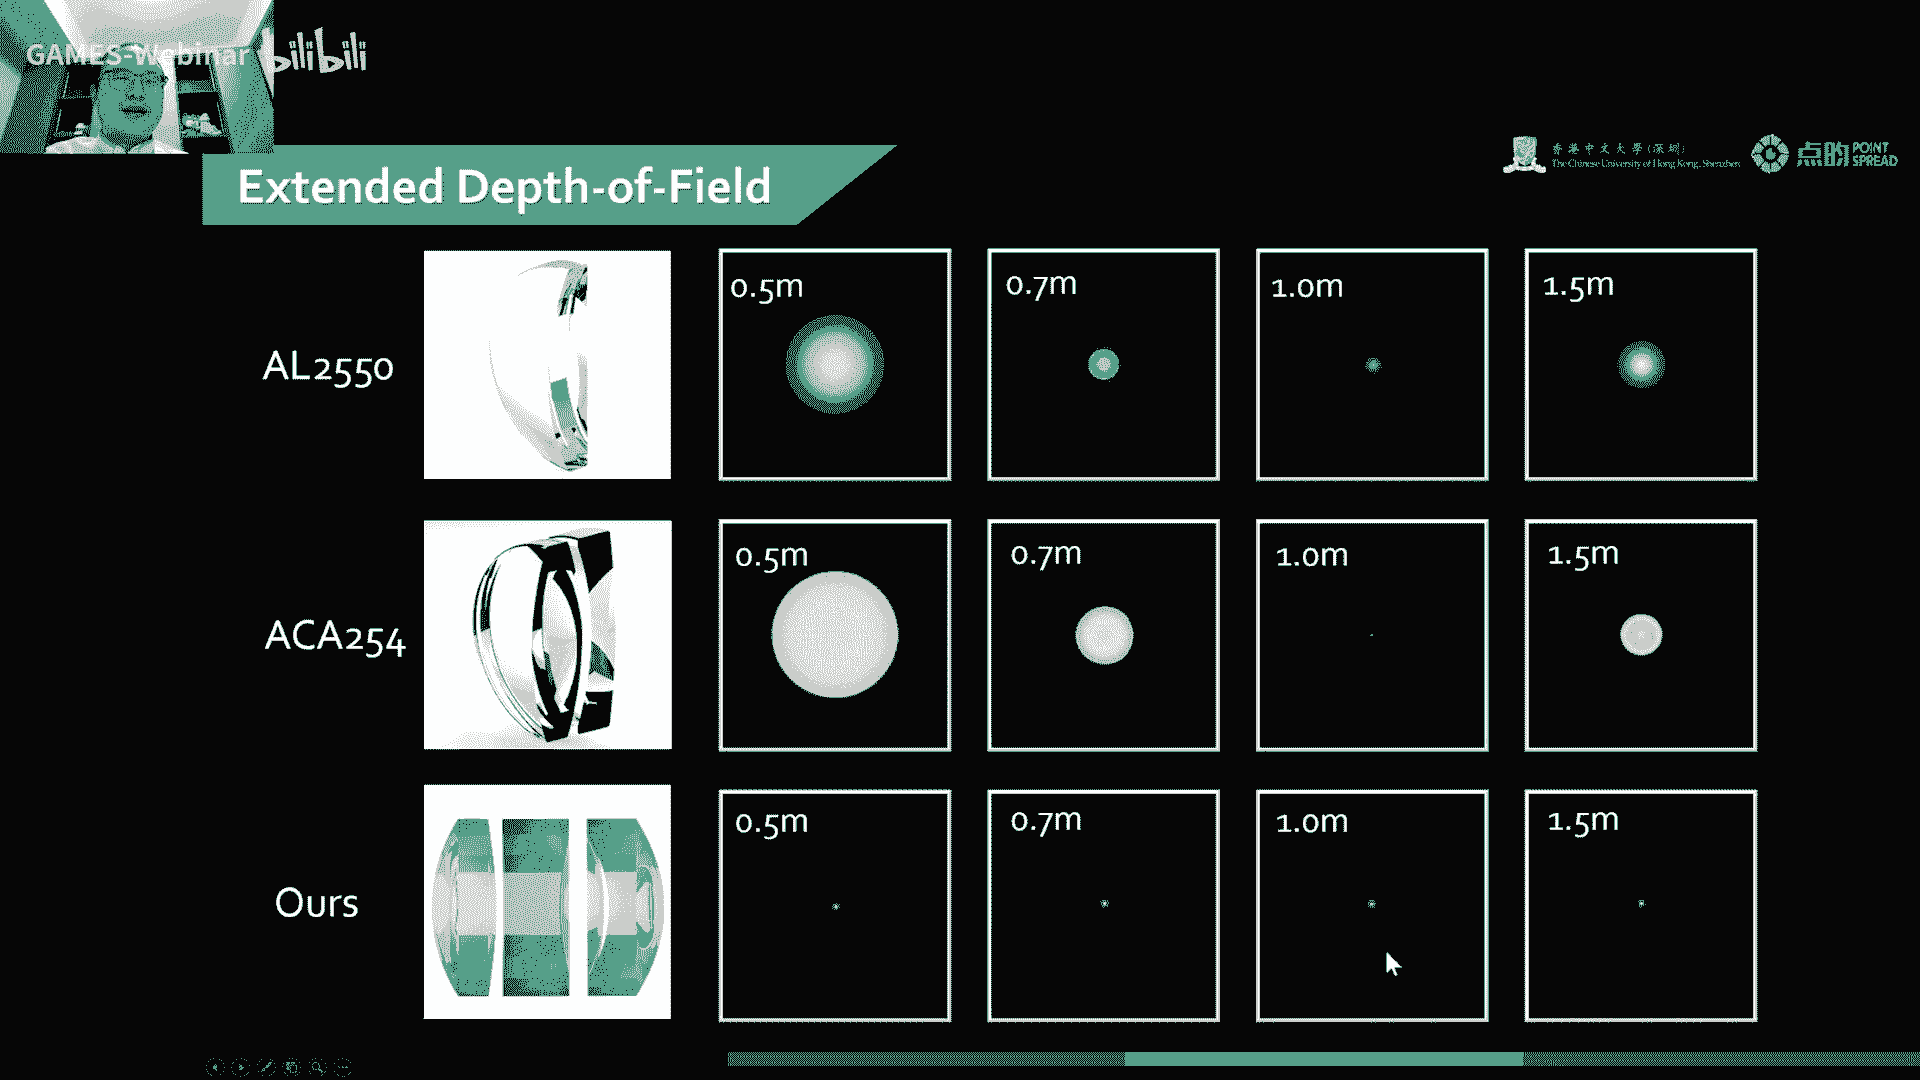 GAMES-Webinar
bilibili
香港中文大學(深圳)
The Chinese University of Hong Kong, Shenzhen
点昀 POINT SPREAD
Extended Depth-of-Field
AL2550
0.5m
0.7m
1.0m
1.5m
ACA254
0.5m
0.7m
1.0m
1.5m
Ours
0.5m
0.7m
1.0m
1.5m